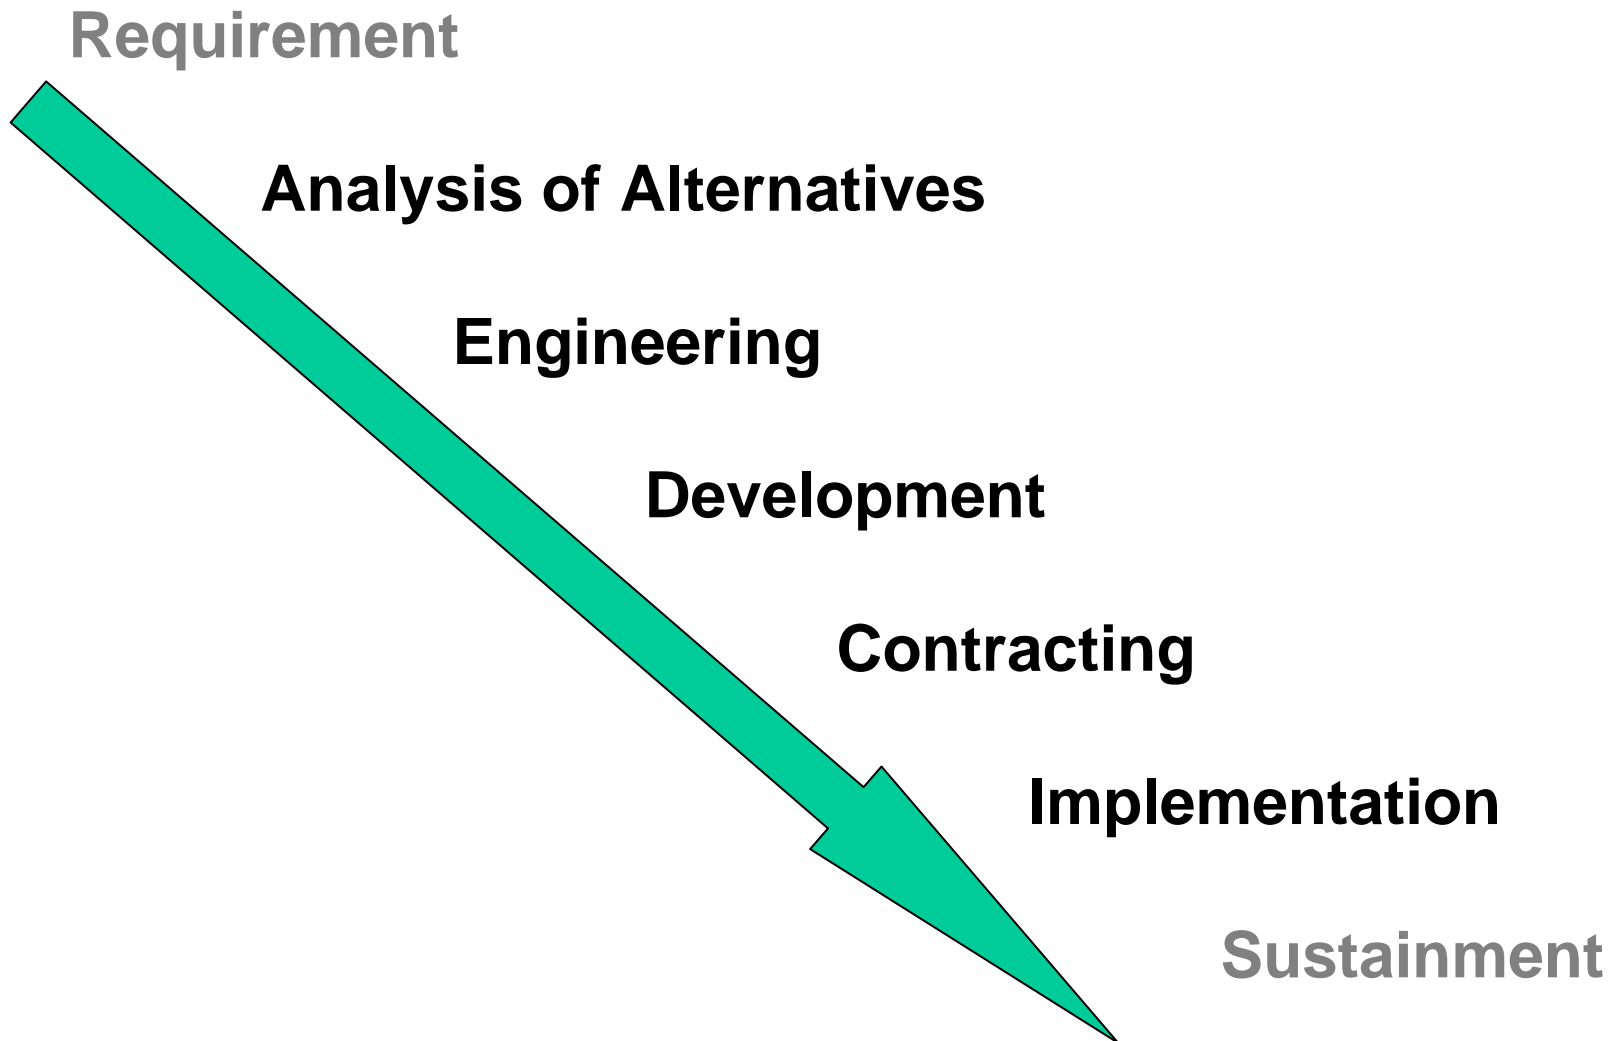 Requirement
Analysis of Alternatives
Engineering
Development
Contracting
Implementation
Sustainment